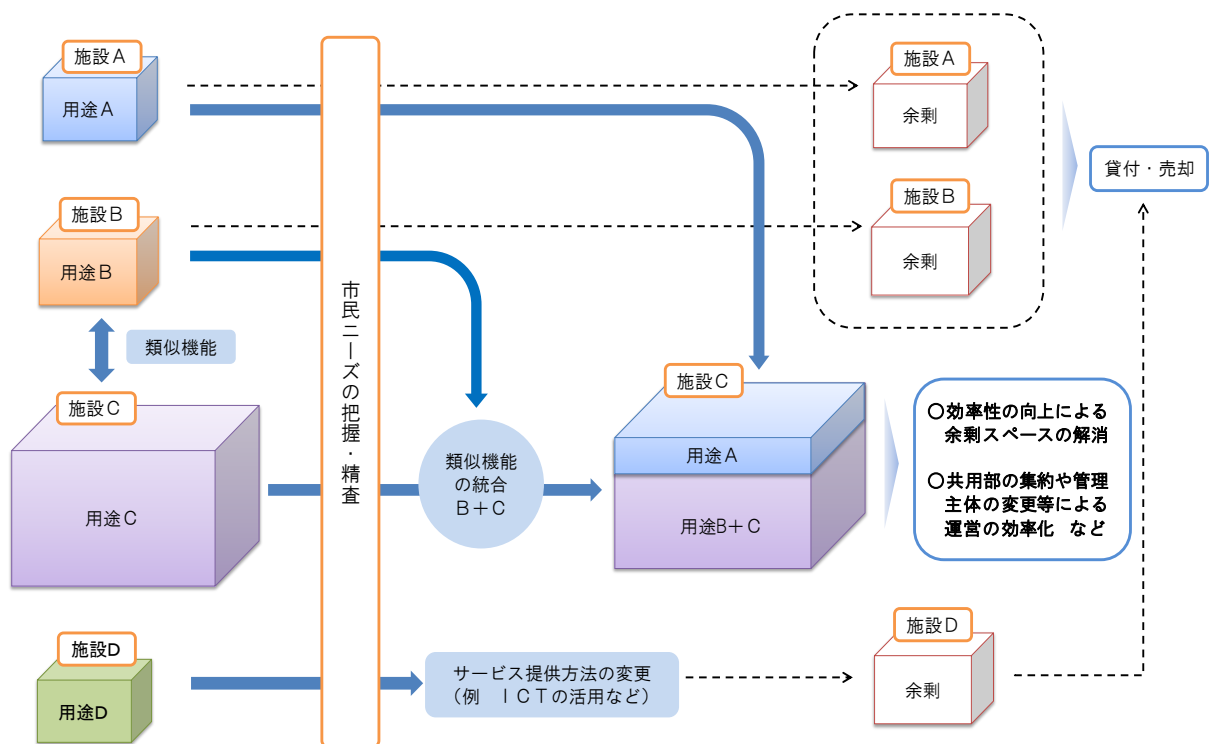 施設A
用途A
施設B
用途B
類似機能
施設C
用途C
施設D
用途D
市民ニーズの把握・精査
類似機能
の統合
B+C
サービス提供方法の変更
(例 ICTの活用など)
施設C
用途A
用途B+C
施設A
余剰
施設B
余剰
貸付・売却
○効率性の向上による
余剰スペースの解消
○共用部の集約や管理
主体の変更等による
運営の効率化 など
施設D
余剰